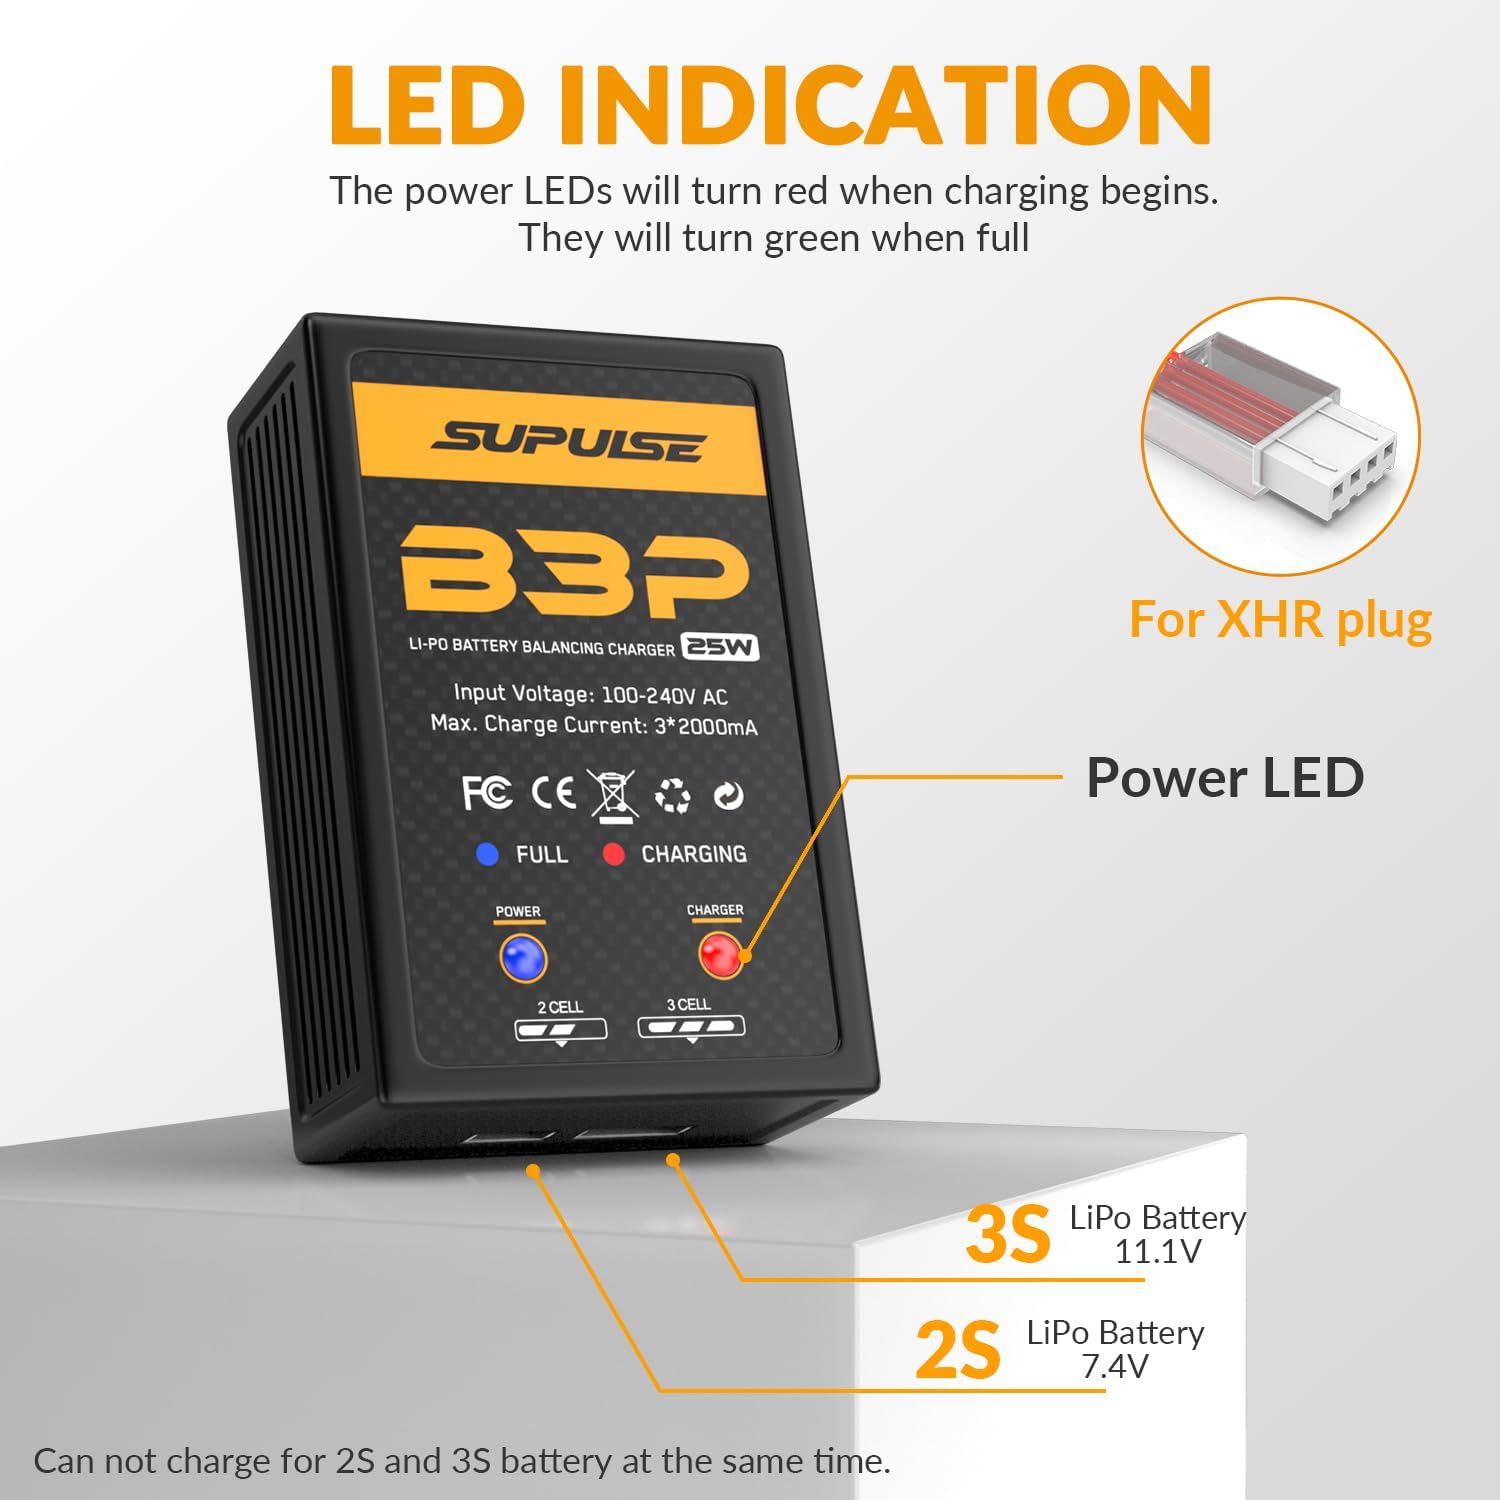 LED INDICATION
The power LEDs will turn red when charging begins.
They will turn green when full
SUPULSE
B3P
LI-PO BATTERY BALANCING CHARGER 25W
Input Voltage: 100-240V AC
Max. Charge Current: 3*2000mA
FC CE
FULL CHARGING
POWER CHARGER
2 CELL 3 CELL
For XHR plug
Power LED
3S LiPo Battery
11.1V
2S LiPo Battery
7.4V
Can not charge for 2S and 3S battery at the same time.